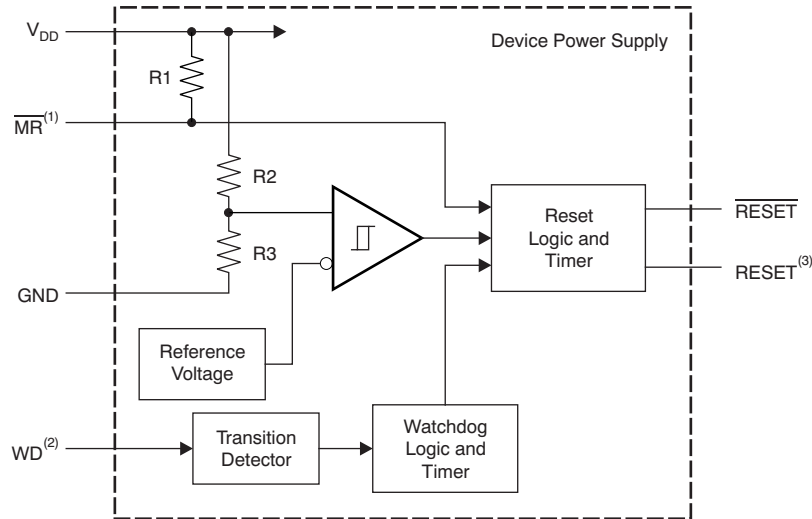 V_DD
Device Power Supply
R1
MR̅^(1)
R2
R3
GND
Reset
Logic and
Timer
RESET
RESET^(3)
Reference
Voltage
WD^(2)
Transition
Detector
Watchdog
Logic and
Timer